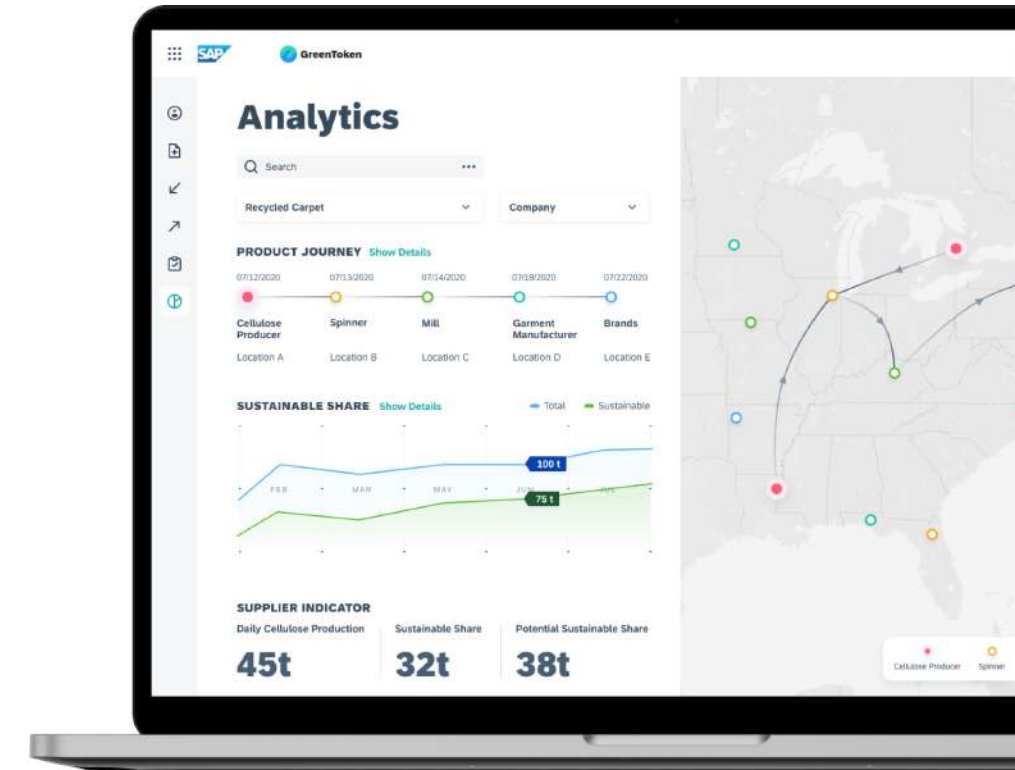 SAP GreenToken
Analytics
Search
Recycled Carpet Company
PRODUCT JOURNEY Show Details
07/12/2020 07/13/2020 07/14/2020 07/18/2020 07/22/2020
Cellulose Producer Spinner Mill Garment Manufacturer Brands
Location A Location B Location C Location D Location E
SUSTAINABLE SHARE Show Details Total Sustainable
100 t
FEB MAR MAY JUN JUL
75 t
SUPPLIER INDICATOR
Daily Cellulose Production Sustainable Share Potential Sustainable Share
45t 32t 38t
Cellulose Producer Spinner